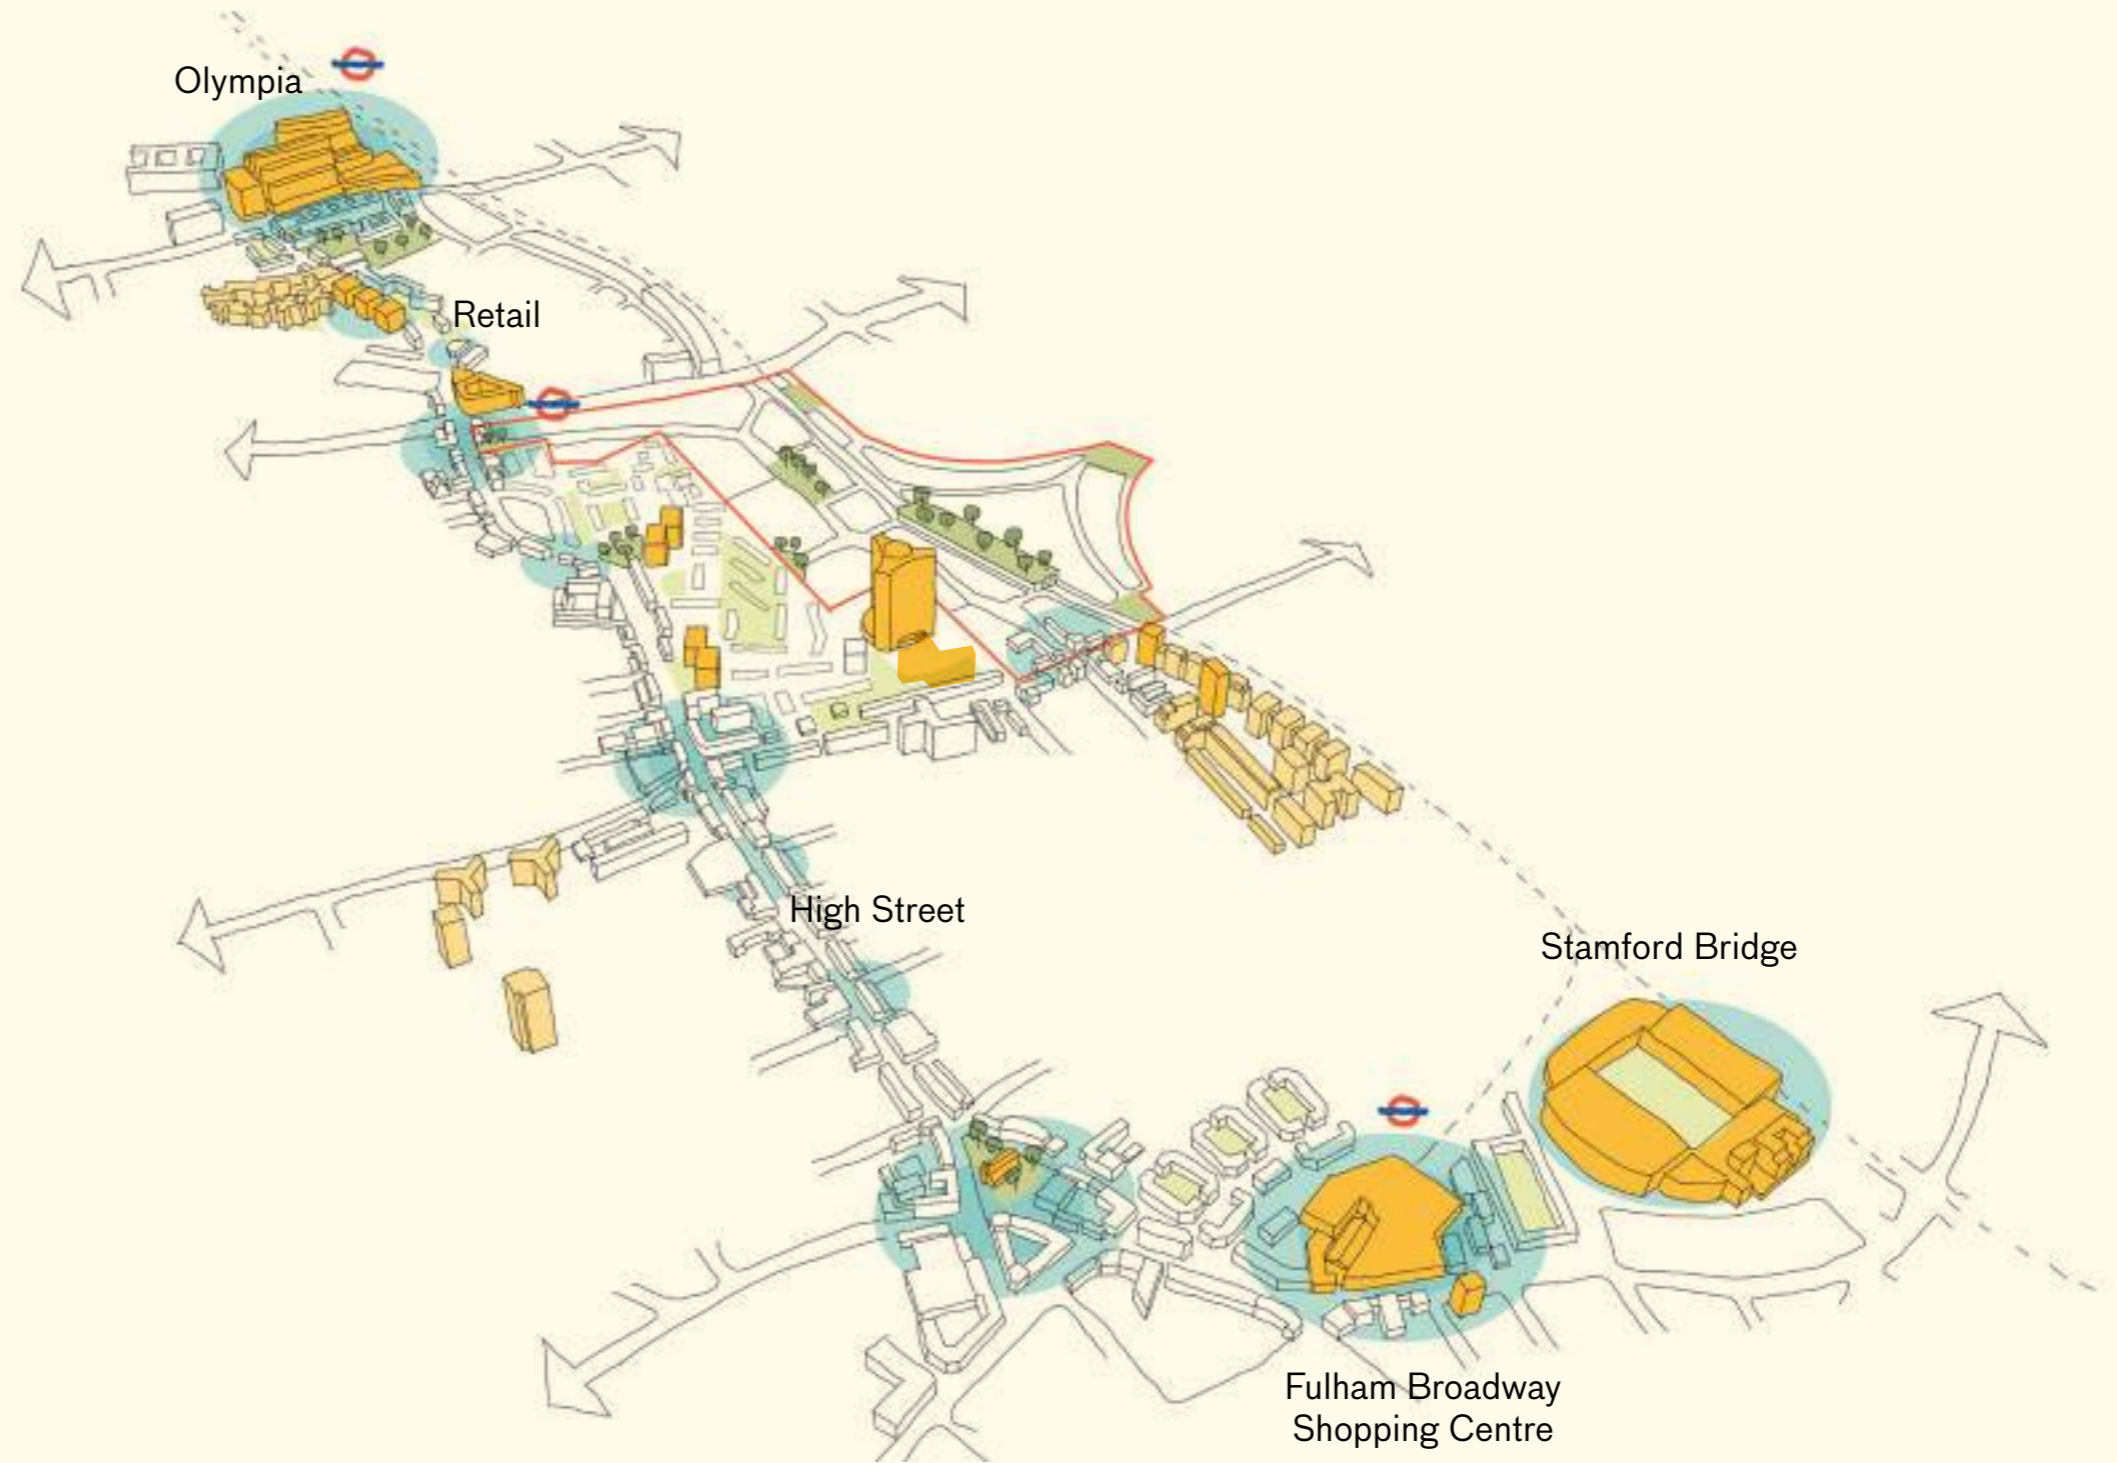 Olympia
Retail
High Street
Stamford Bridge
Fulham Broadway
Shopping Centre